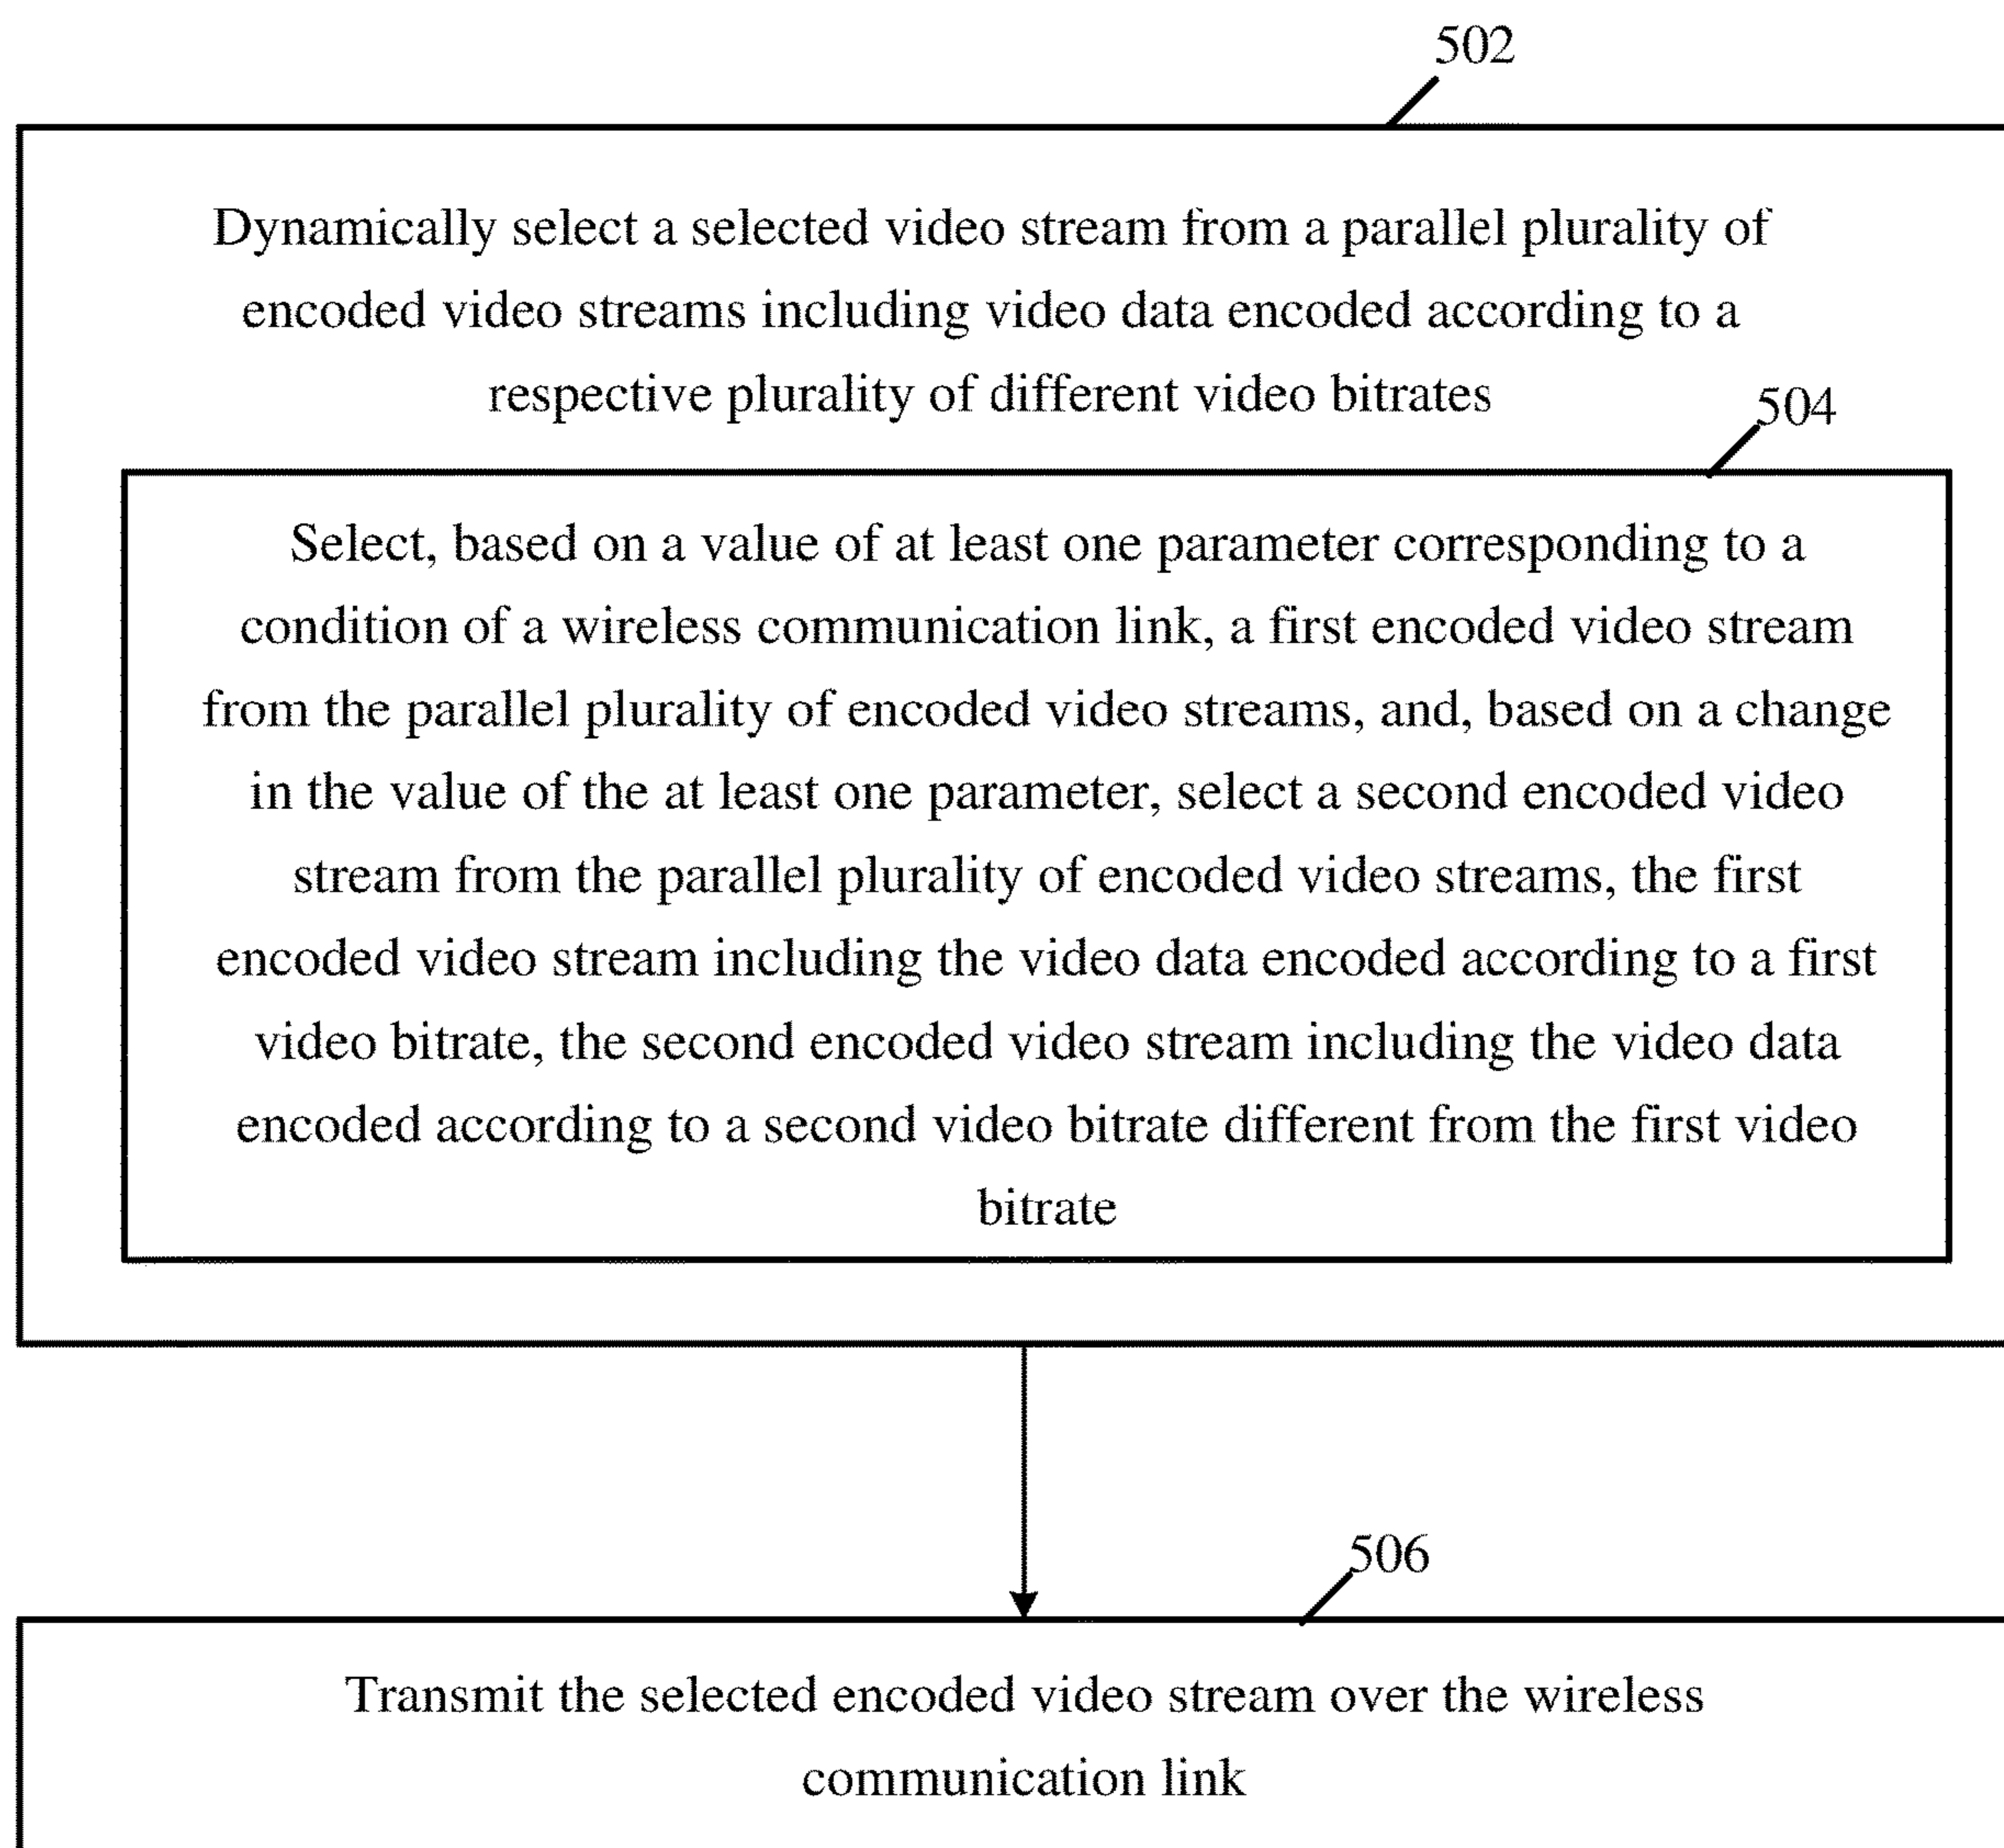 502
Dynamically select a selected video stream from a parallel plurality of
encoded video streams including video data encoded according to a
respective plurality of different video bitrates
504
Select, based on a value of at least one parameter corresponding to a
condition of a wireless communication link, a first encoded video stream
from the parallel plurality of encoded video streams, and, based on a change
in the value of the at least one parameter, select a second encoded video
stream from the parallel plurality of encoded video streams, the first
encoded video stream including the video data encoded according to a first
video bitrate, the second encoded video stream including the video data
encoded according to a second video bitrate different from the first video
bitrate
506
Transmit the selected encoded video stream over the wireless
communication link